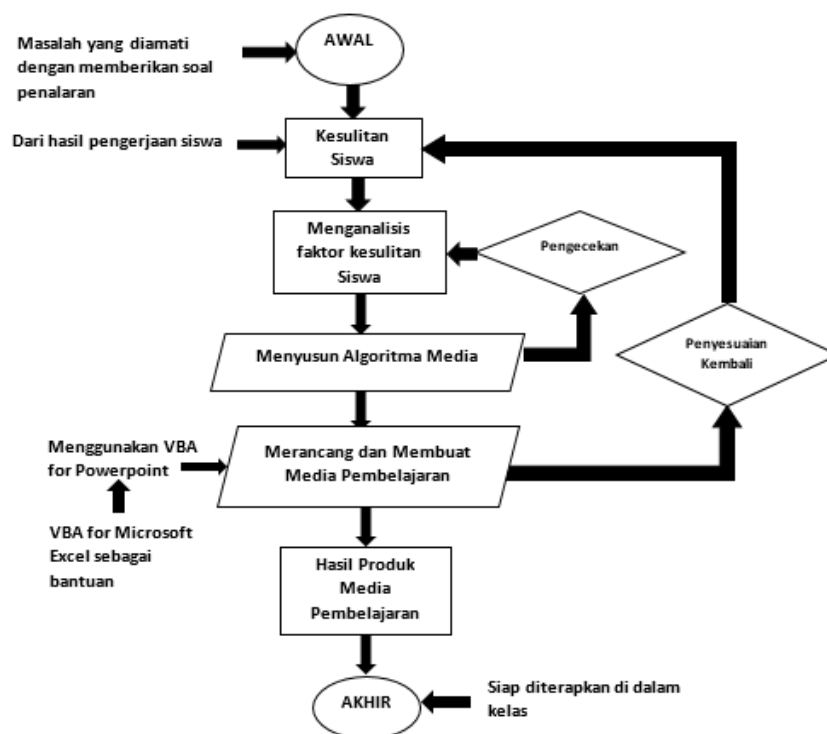 AWAL
Masalah yang diamati
dengan memberikan soal
penalaran
Dari hasil pengerjaan siswa
Kesulitan
Siswa
Menganalisis
faktor kesulitan
Siswa
Pengecekan
Menyusun Algoritma Media
Penyesuaian
Kembali
Menggunakan VBA
for Powerpoint
Merancang dan Membuat
Media Pembelajaran
VBA for Microsoft
Excel sebagai
bantuan
Hasil Produk
Media
Pembelajaran
AKHIR
Siap diterapkan di dalam
kelas